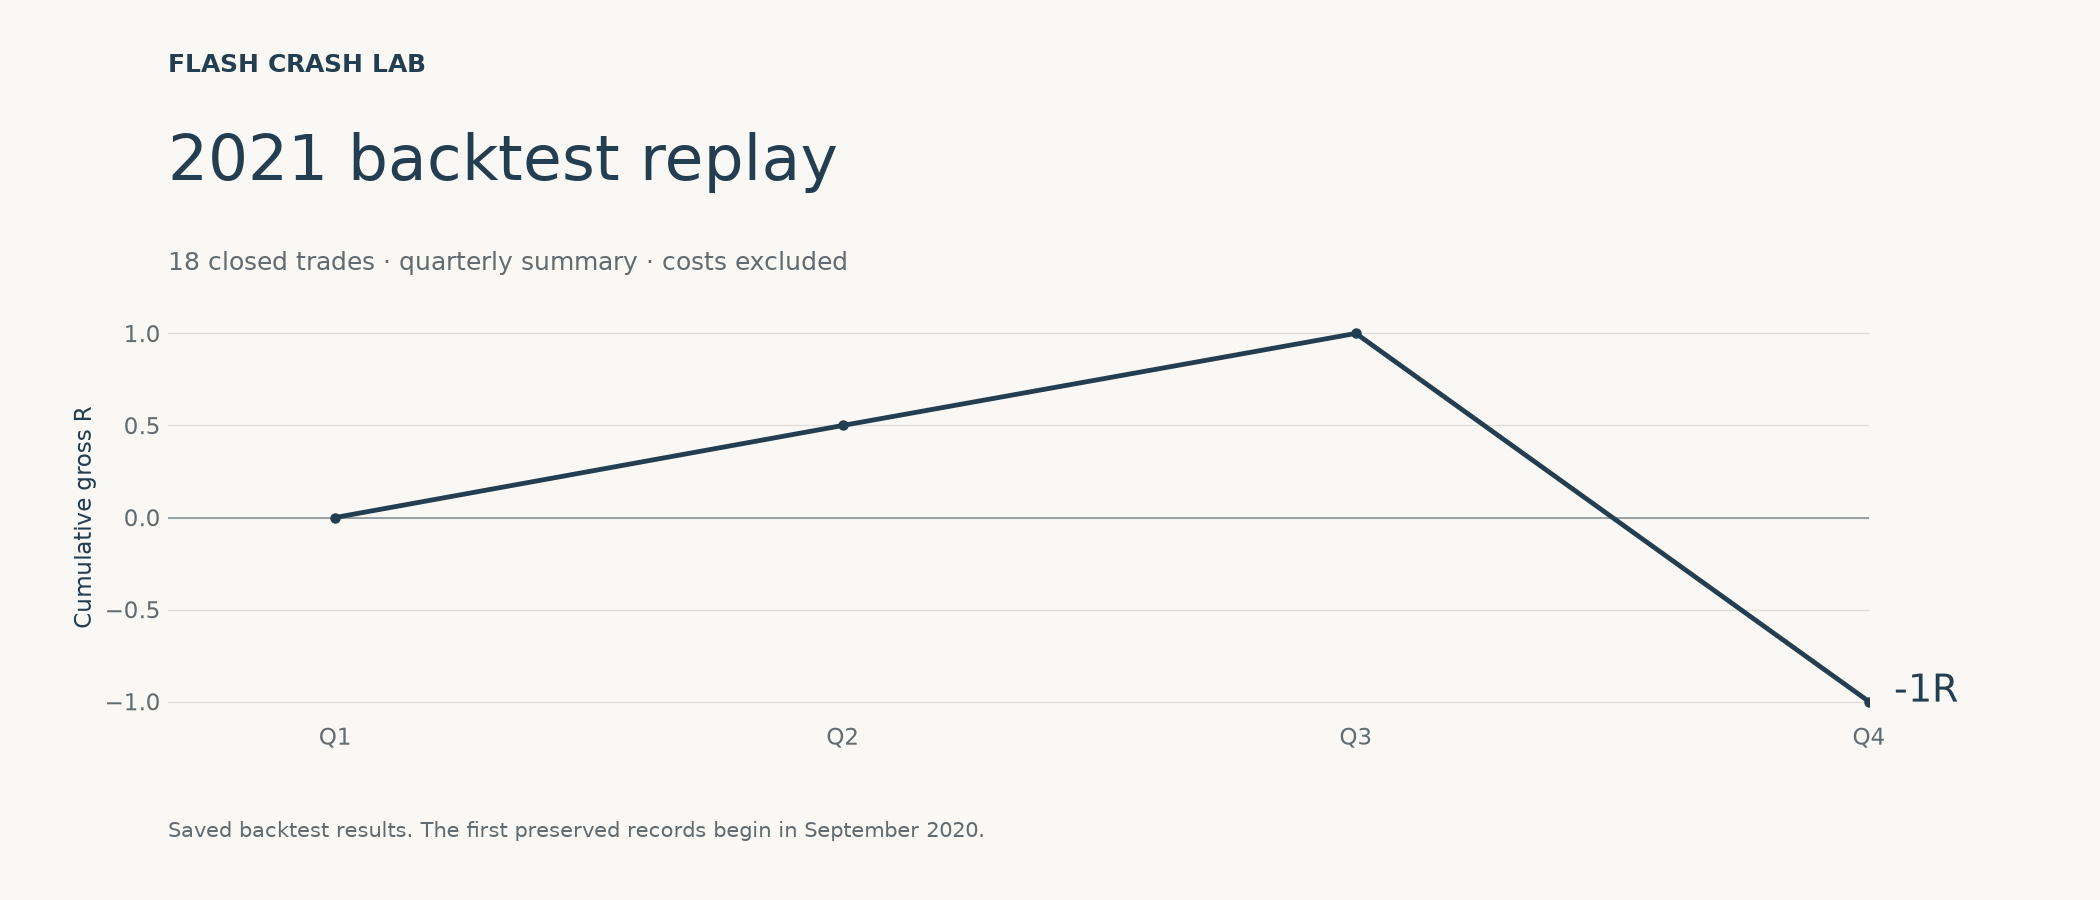 FLASH CRASH LAB
2021 backtest replay
18 closed trades · quarterly summary · costs excluded
Cumulative gross R
1.0
0.5
0.0
−0.5
−1.0
-1R
Q1 Q2 Q3 Q4
Saved backtest results. The first preserved records begin in September 2020.